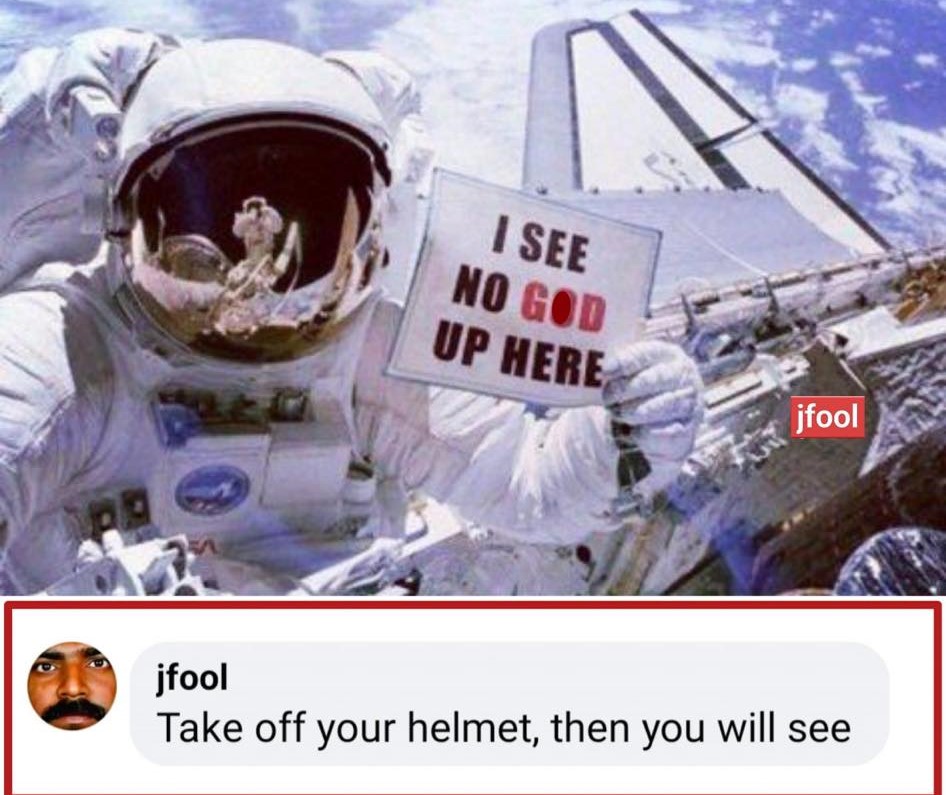 I SEE
NO GOD
UP HERE
jfool
jfool
Take off your helmet, then you will see